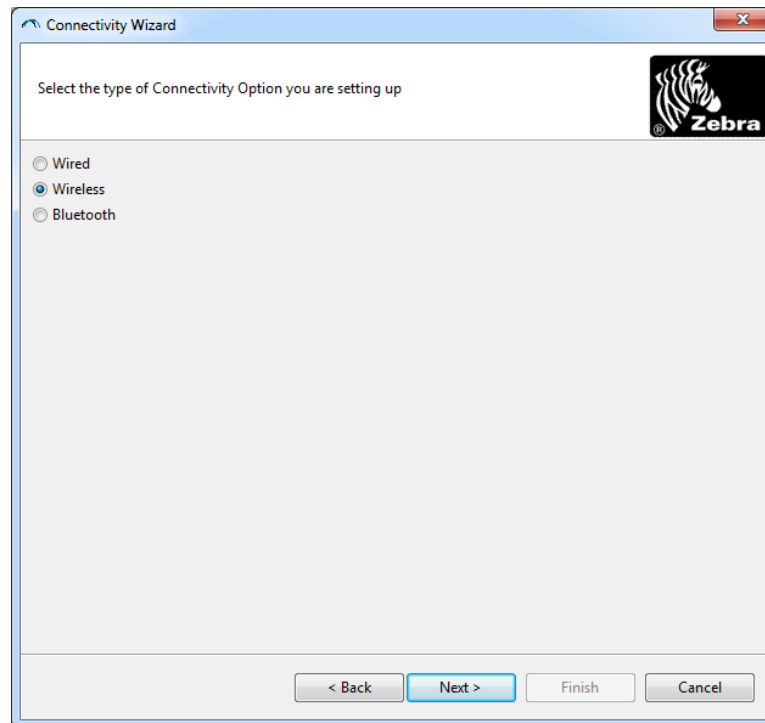 Connectivity Wizard
Select the type of Connectivity Option you are setting up
® Zebra
Wired
Wireless
Bluetooth
< Back Next > Finish Cancel